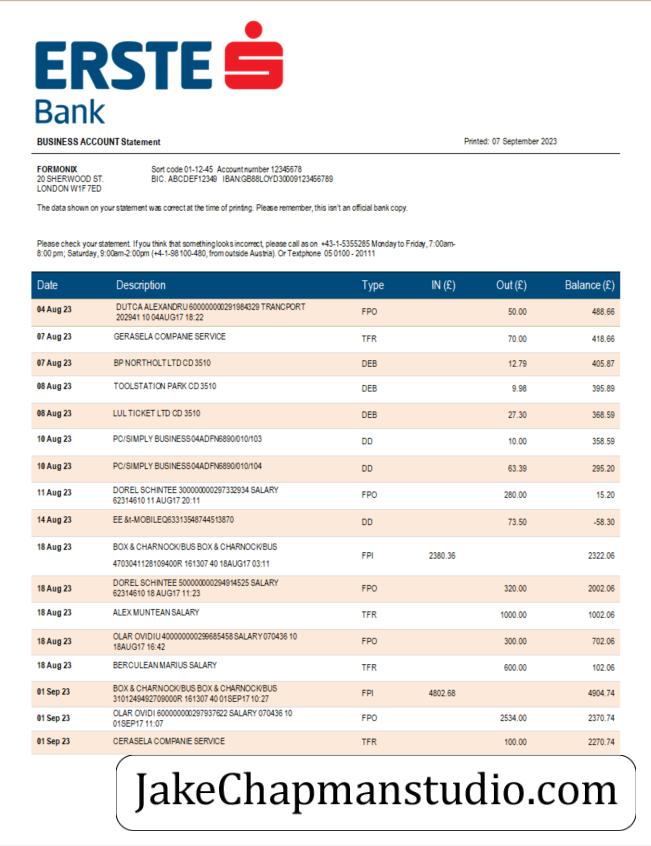 ERSTE
Bank
BUSINESS ACCOUNT Statement Printed: 07 September 2023
FORMONIX Sort code 01-12-45 Account number 12345678
20 SHERWOOD ST. BIC. ABCDEF12349 IBAN:GB88LOYD30009123456789
LONDON W1F 7ED
The data shown on your statement was correct at the time of printing. Please remember, this isn't an official bank copy.
Please check your statement. If you think that something looks incorrect, please call as on +43-1-5355285 Monday to Friday, 7:00am-
8:00 pm; Saturday, 9:00am-2:00pm (+4-1-98100-480, from outside Austria). Or Textphone 05 0100 - 20111
Date Description Type IN (£) Out (£) Balance (£)
04 Aug 23 DUTCA ALEXANDRU 600000000291984329 TRANCPORT FPO 50.00 488.66
202941 10 04AUG17 18:22
07 Aug 23 GERASELA COMPANIE SERVICE TFR 70.00 418.66
07 Aug 23 BP NORTHOLT LTD CD 3510 DEB 12.79 405.87
08 Aug 23 TOOLSTATION PARK CD 3510 DEB 9.98 395.89
08 Aug 23 LUL TICKET LTD CD 3510 DEB 27.30 368.59
10 Aug 23 PC/SIMPLY BUSINESS04ADFN6890/010/103 DD 10.00 358.59
10 Aug 23 PC/SIMPLY BUSINESS04ADFN6890/010/104 DD 63.39 295.20
11 Aug 23 DOREL SCHINTEE 300000000297332934 SALARY FPO 280.00 15.20
62314610 11 AUG17 20:11
14 Aug 23 EE &t-MOBILEQ63313548744513870 DD 73.50 -58.30
18 Aug 23 BOX & CHARNOCK/BUS BOX & CHARNOCK/BUS FPI 2380.36 2322.06
4703041128109400R 161307 40 18AUG17 03:11
18 Aug 23 DOREL SCHINTEE 500000000294914525 SALARY FPO 320.00 2002.06
62314610 18 AUG17 11:23
18 Aug 23 ALEX MUNTEAN SALARY TFR 1000.00 1002.06
18 Aug 23 OLAR OVIDIU 400000000299685458 SALARY 070436 10 FPO 300.00 702.06
18AUG17 16:42
18 Aug 23 BERCULEAN MARIUS SALARY TFR 600.00 102.06
01 Sep 23 BOX & CHARNOCK/BUS BOX & CHARNOCK/BUS FPI 4802.68 4904.74
3101249492709000R 161307 40 01SEP17 10:27
01 Sep 23 OLAR OVIDI 600000000297937622 SALARY 070436 10 FPO 2534.00 2370.74
01SEP17 11:07
01 Sep 23 CERASELA COMPANIE SERVICE TFR 100.00 2270.74
JakeChapmanstudio.com